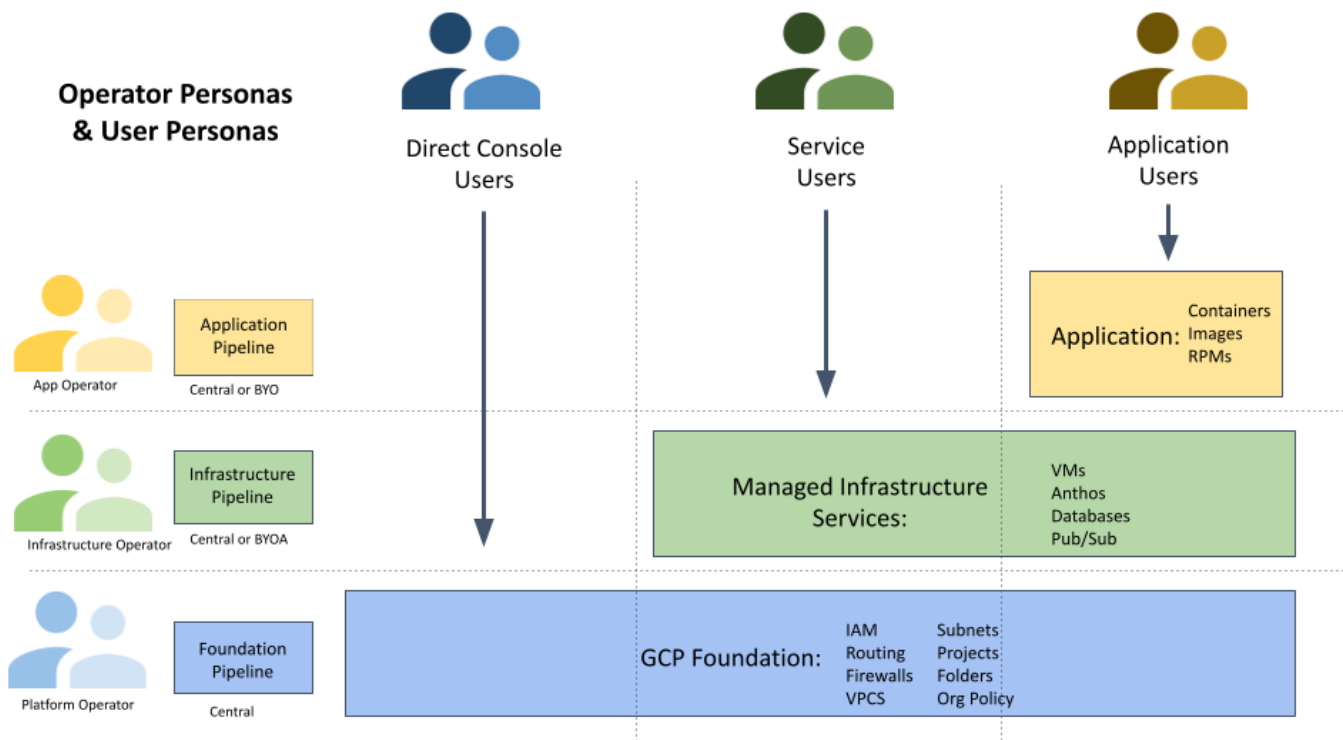 Operator Personas
& User Personas
Direct Console
Users
Service
Users
Application
Users
App Operator
Application
Pipeline
Central or BYO
Application:
Containers
Images
RPMs
Infrastructure Operator
Infrastructure
Pipeline
Central or BYOA
Managed Infrastructure
Services:
VMs
Anthos
Databases
Pub/Sub
Platform Operator
Foundation
Pipeline
Central
GCP Foundation:
IAM
Routing
Firewalls
VPCS
Subnets
Projects
Folders
Org Policy